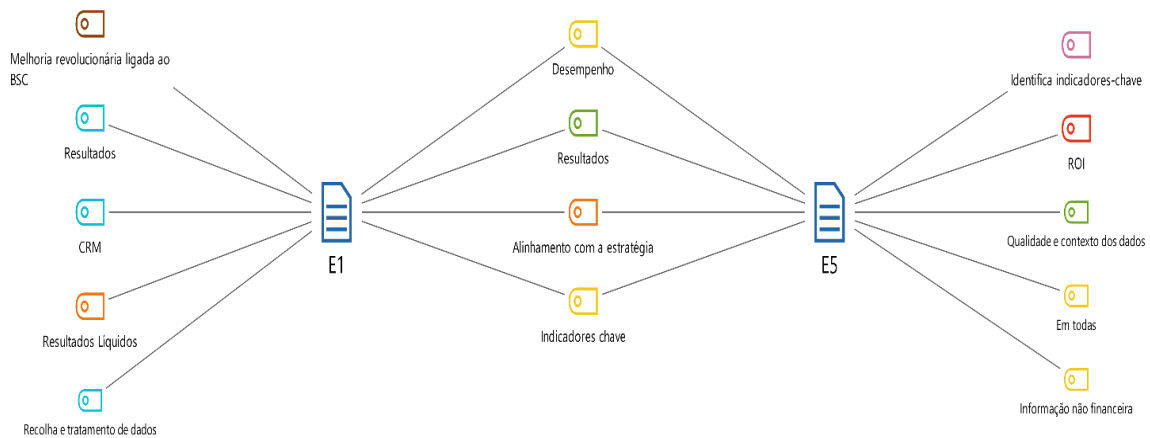 Melhoria revolucionária ligada ao
BSC
Resultados
CRM
Resultados Líquidos
Recolha e tratamento de dados
E1
Desempenho
Resultados
Alinhamento com a estratégia
Indicadores chave
E5
Identifica indicadores-chave
ROI
Qualidade e contexto dos dados
Em todas
Informação não financeira